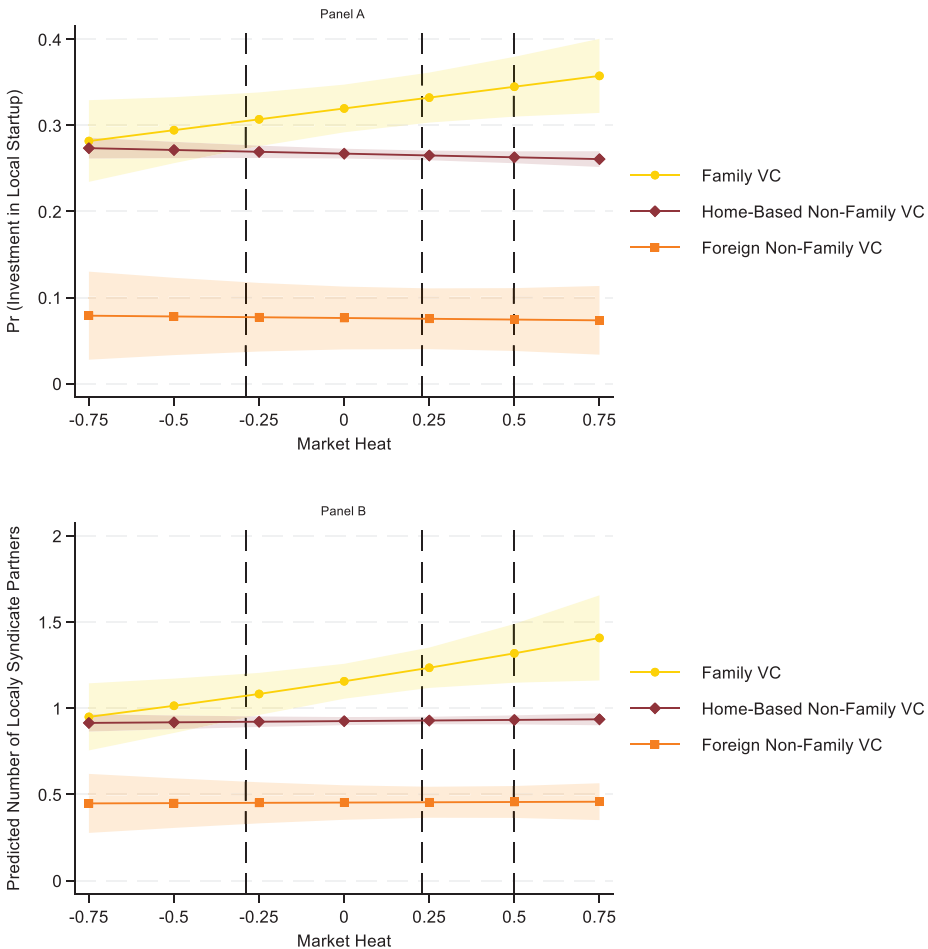 Panel A
Pr (Investment in Local Startup)
0.4
0.3
0.2
0.1
0
-0.75 -0.5 -0.25 0 0.25 0.5 0.75
Market Heat
Family VC
Home-Based Non-Family VC
Foreign Non-Family VC
Panel B
Predicted Number of Localy Syndicate Partners
2
1.5
1
0.5
0
-0.75 -0.5 -0.25 0 0.25 0.5 0.75
Market Heat
Family VC
Home-Based Non-Family VC
Foreign Non-Family VC